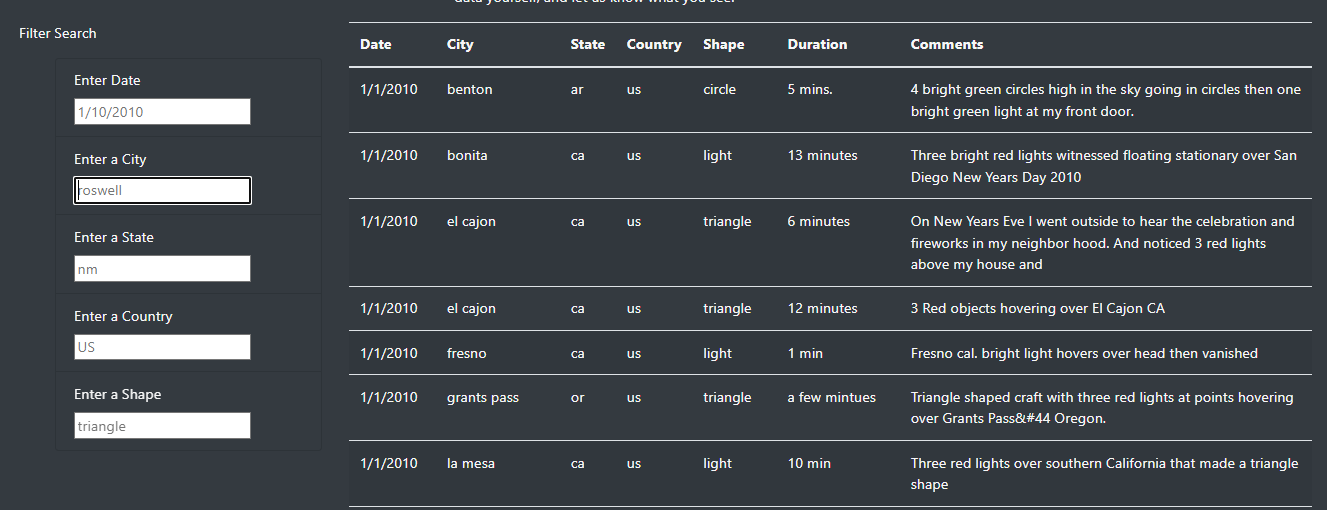 data yourself, and let us know what you see.
Filter Search
Enter Date
1/10/2010
Enter a City
roswell
Enter a State
nm
Enter a Country
US
Enter a Shape
triangle
Date City State Country Shape Duration Comments
1/1/2010 benton ar us circle 5 mins. 4 bright green circles high in the sky going in circles then one
bright green light at my front door.
1/1/2010 bonita ca us light 13 minutes Three bright red lights witnessed floating stationary over San
Diego New Years Day 2010
1/1/2010 el cajon ca us triangle 6 minutes On New Years Eve I went outside to hear the celebration and
fireworks in my neighbor hood. And noticed 3 red lights
above my house and
1/1/2010 el cajon ca us triangle 12 minutes 3 Red objects hovering over El Cajon CA
1/1/2010 fresno ca us light 1 min Fresno cal. bright light hovers over head then vanished
1/1/2010 grants pass or us triangle a few mintues Triangle shaped craft with three red lights at points hovering
over Grants Pass&#44 Oregon.
1/1/2010 la mesa ca us light 10 min Three red lights over southern California that made a triangle
shape